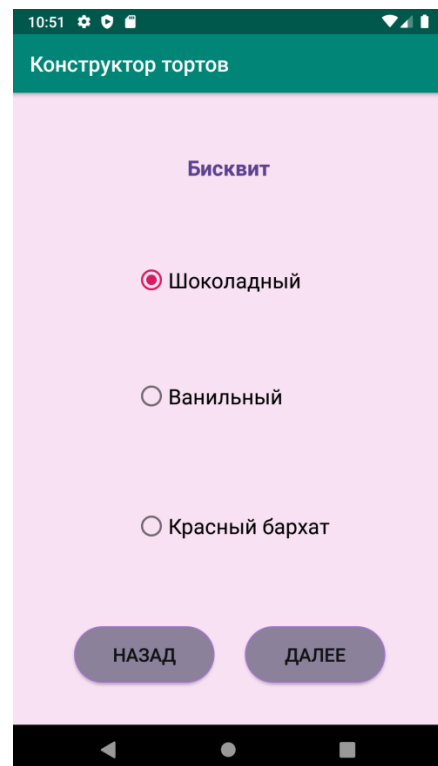 10:51
Конструктор тортов
Бисквит
Шоколадный
Ванильный
Красный бархат
НАЗАД ДАЛЕЕ